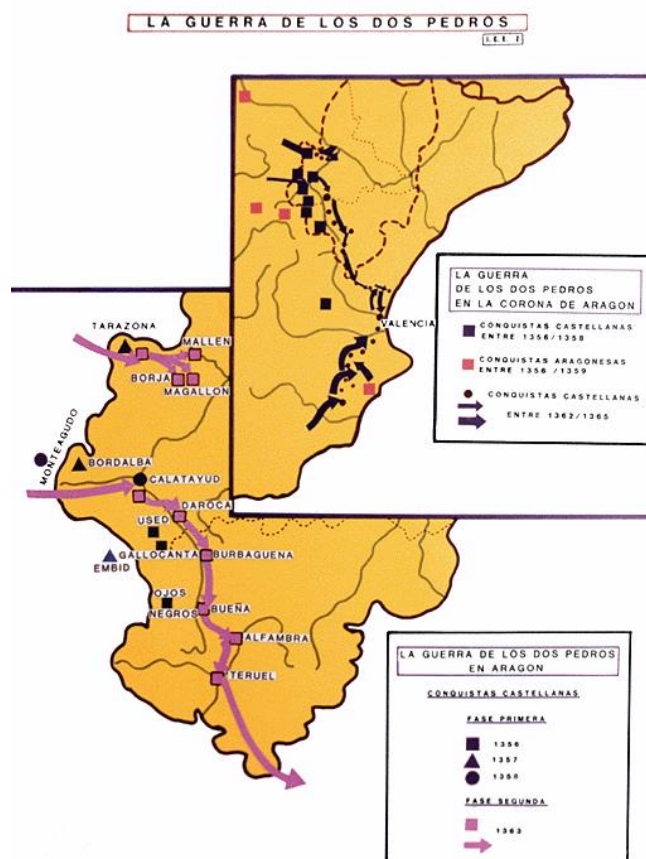 LA GUERRA DE LOS DOS PEDROS
I.G.E. 2
VALENCIA
LA GUERRA
DE LOS DOS PEDROS
EN LA CORONA DE ARAGON
CONQUISTAS CASTELLANAS
ENTRE 1356/1358
CONQUISTAS ARAGONESAS
ENTRE 1356/1359
CONQUISTAS CASTELLANAS
ENTRE 1362/1365
TARAZONA
MALLEN
BORJA
MAGALLON
MONTEAGUDO
BORDALBA
CALATAYUD
DAROCA
USED
GALLOCANTA
BURBAGUENA
EMBID
OJOS
NEGROS
BUEÑA
ALFAMBRA
TERUEL
LA GUERRA DE LOS DOS PEDROS
EN ARAGON
CONQUISTAS CASTELLANAS
FASE PRIMERA
1356
1357
1358
FASE SEGUNDA
1363